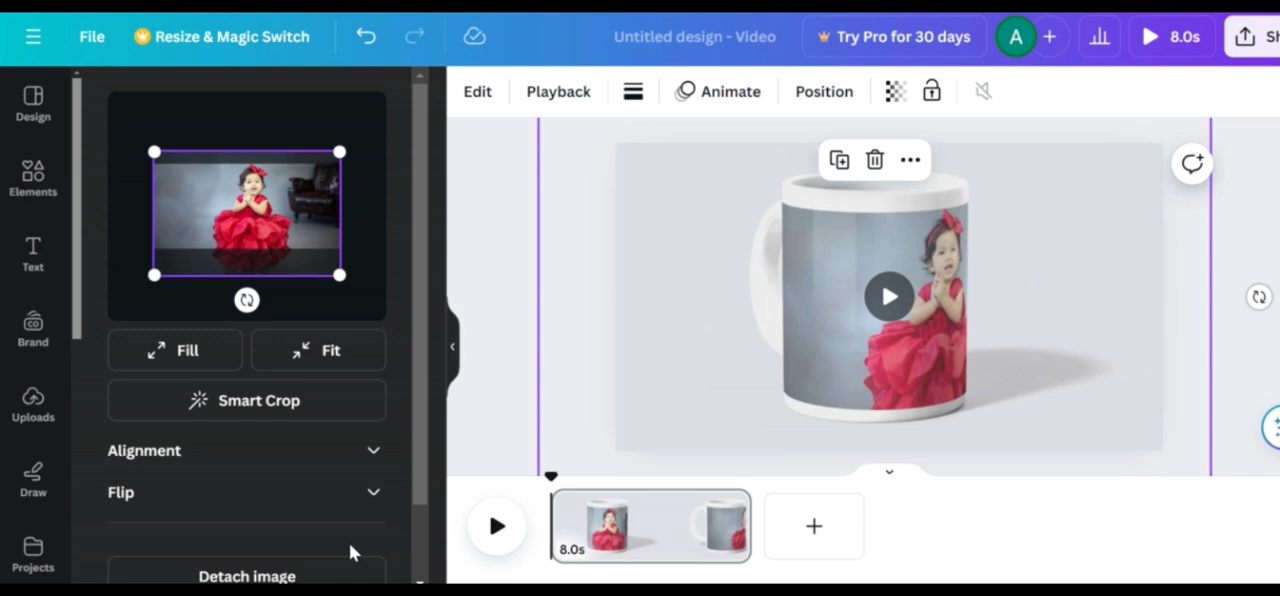 File Resize & Magic Switch Untitled design - Video Try Pro for 30 days A + 8.0s
Edit Playback Animate Position
Design
Elements
Text
Brand
Uploads
Draw
Projects
Fill Fit
Smart Crop
Alignment
Flip
Detach image
8.0s